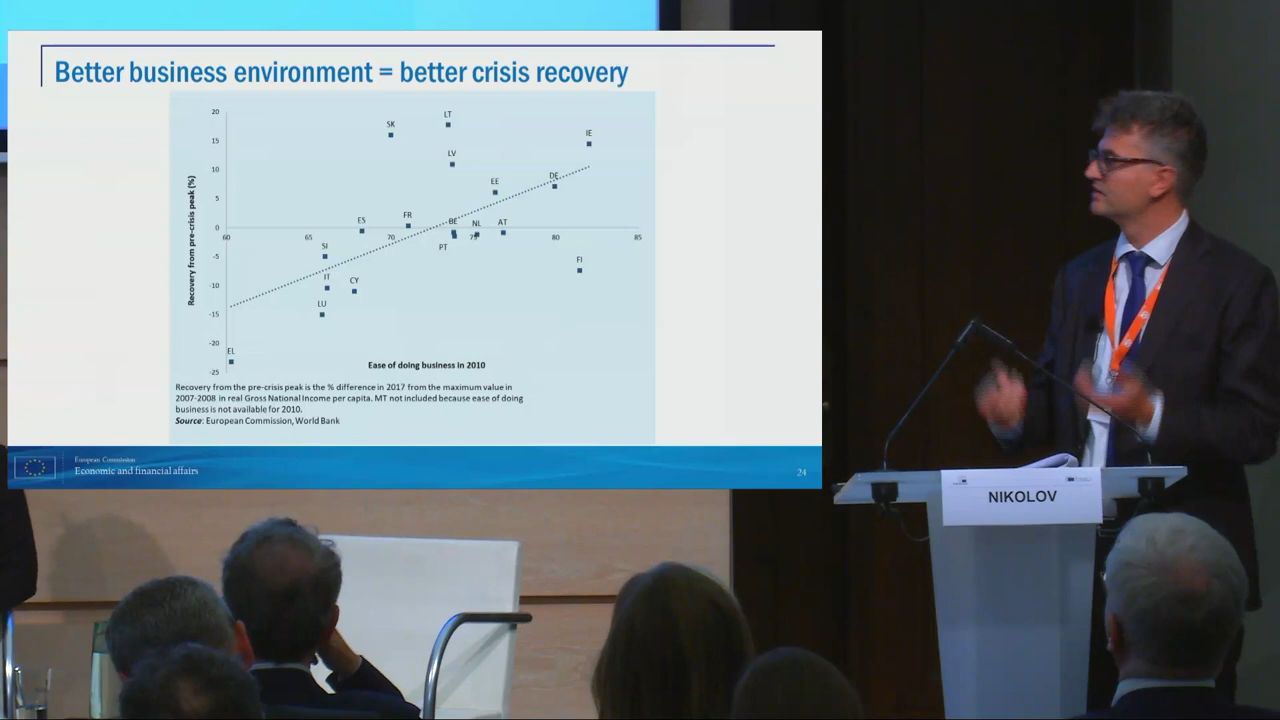 Better business environment = better crisis recovery
Recovery from pre-crisis peak (%)
20
15
10
5
0
-5
-10
-15
-20
-25
60
65
70
75
80
85
LT
SK
IE
LV
DE
EE
FR
ES
BE
NL
AT
PT
SI
FI
IT
CY
LU
EL
Ease of doing business in 2010
Recovery from the pre-crisis peak is the % difference in 2017 from the maximum value in
2007-2008 in real Gross National Income per capita. MT not included because ease of doing
business is not available for 2010.
Source: European Commission, World Bank
European Commission
Economic and financial affairs
24
NIKOLOV